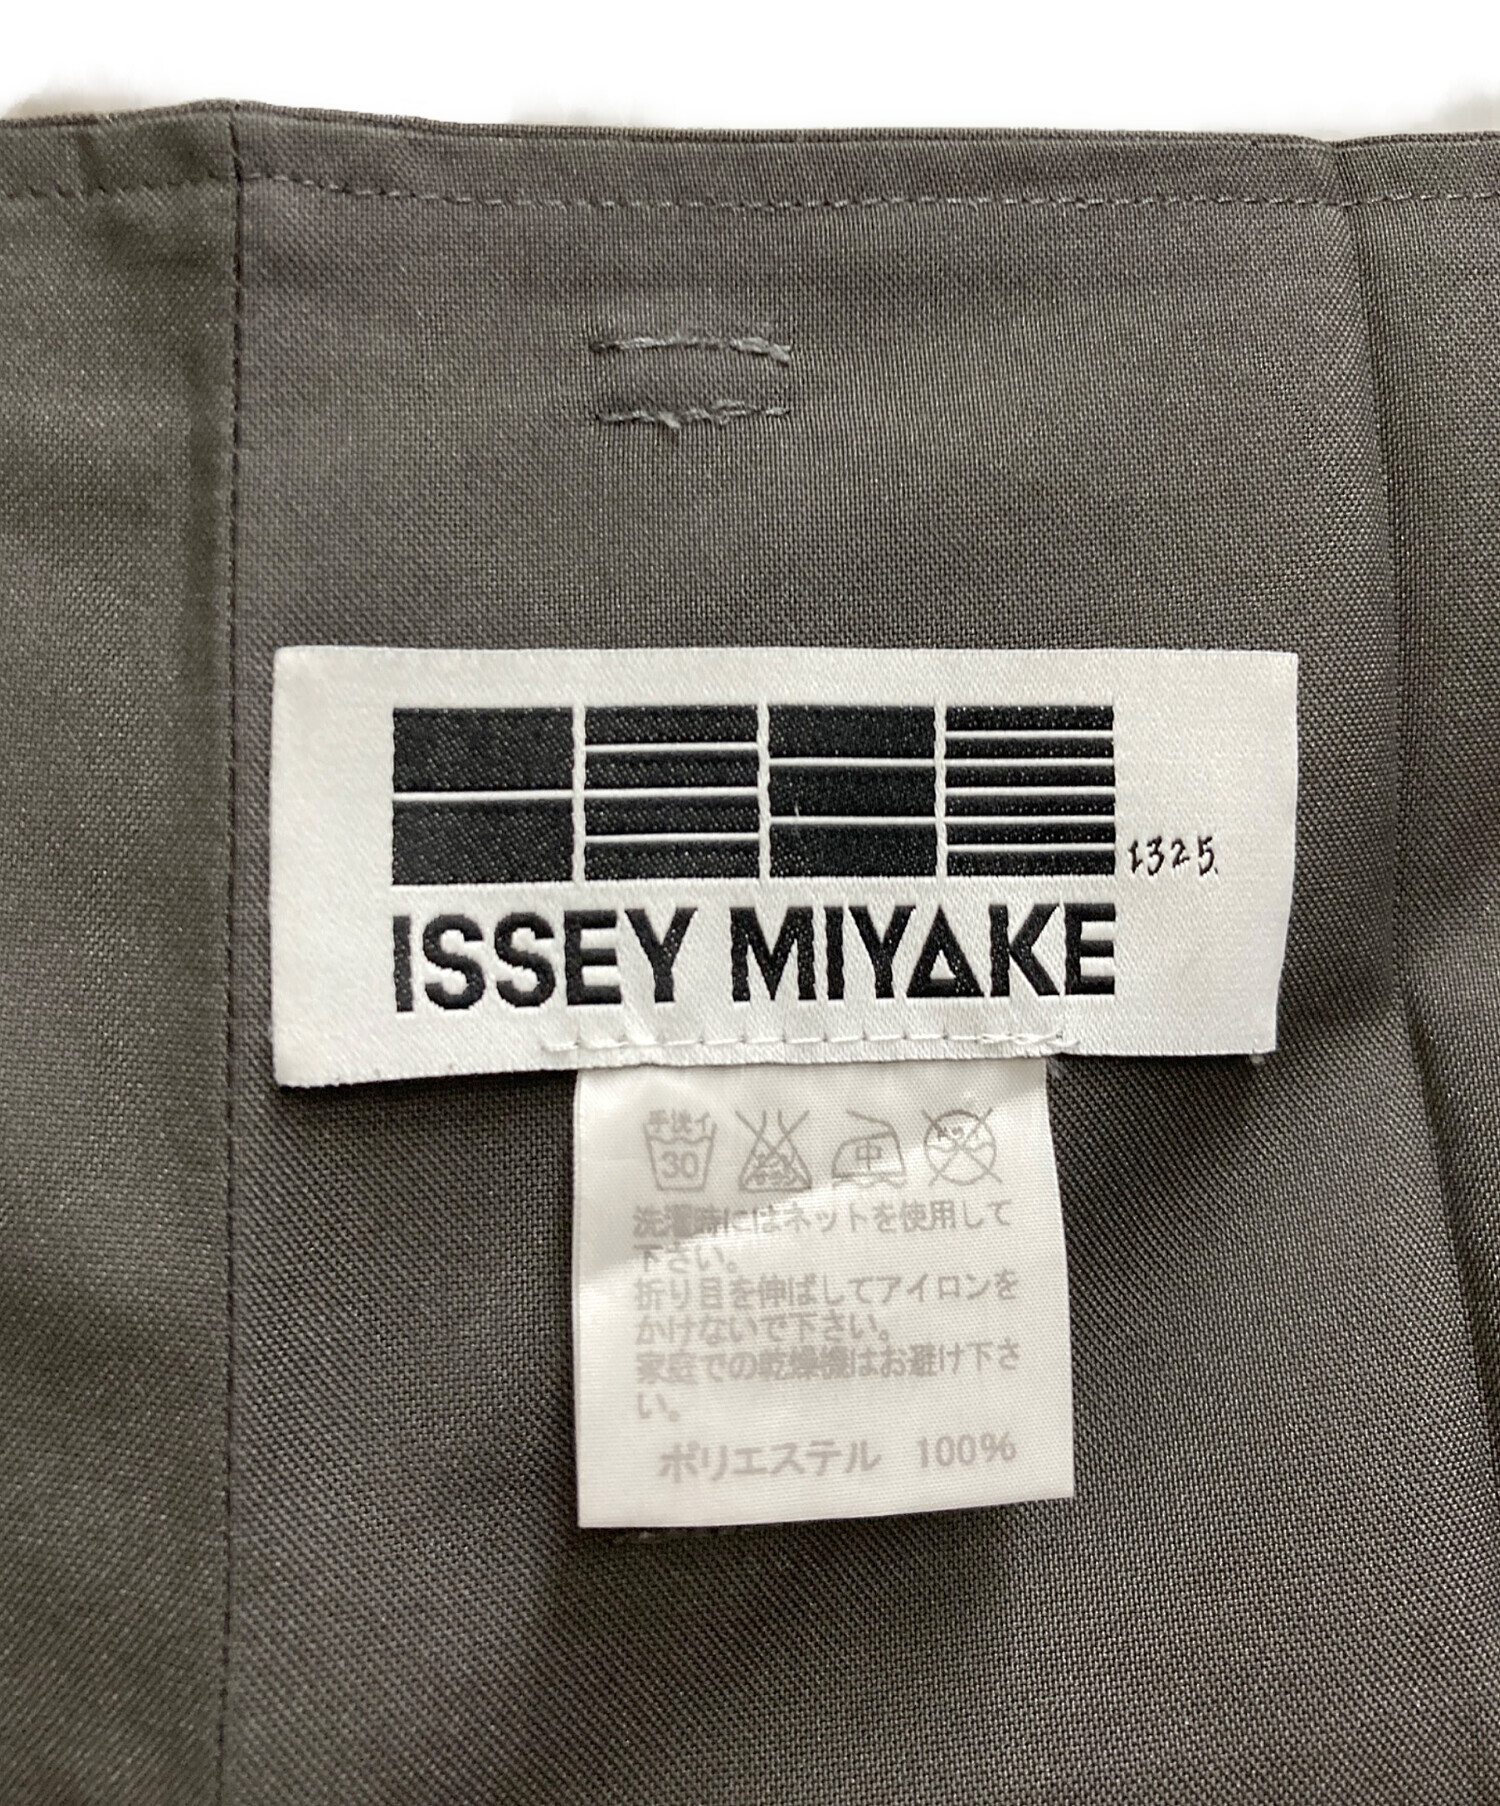 1325.
ISSEY MIYAKE
手洗イ
30
中
ドライ
洗濯時にはネットを使用して
下さい。
折り目を伸ばしてアイロンを
かけないで下さい。
家庭での乾燥機はお避け下さ
い。
ポリエステル 100%